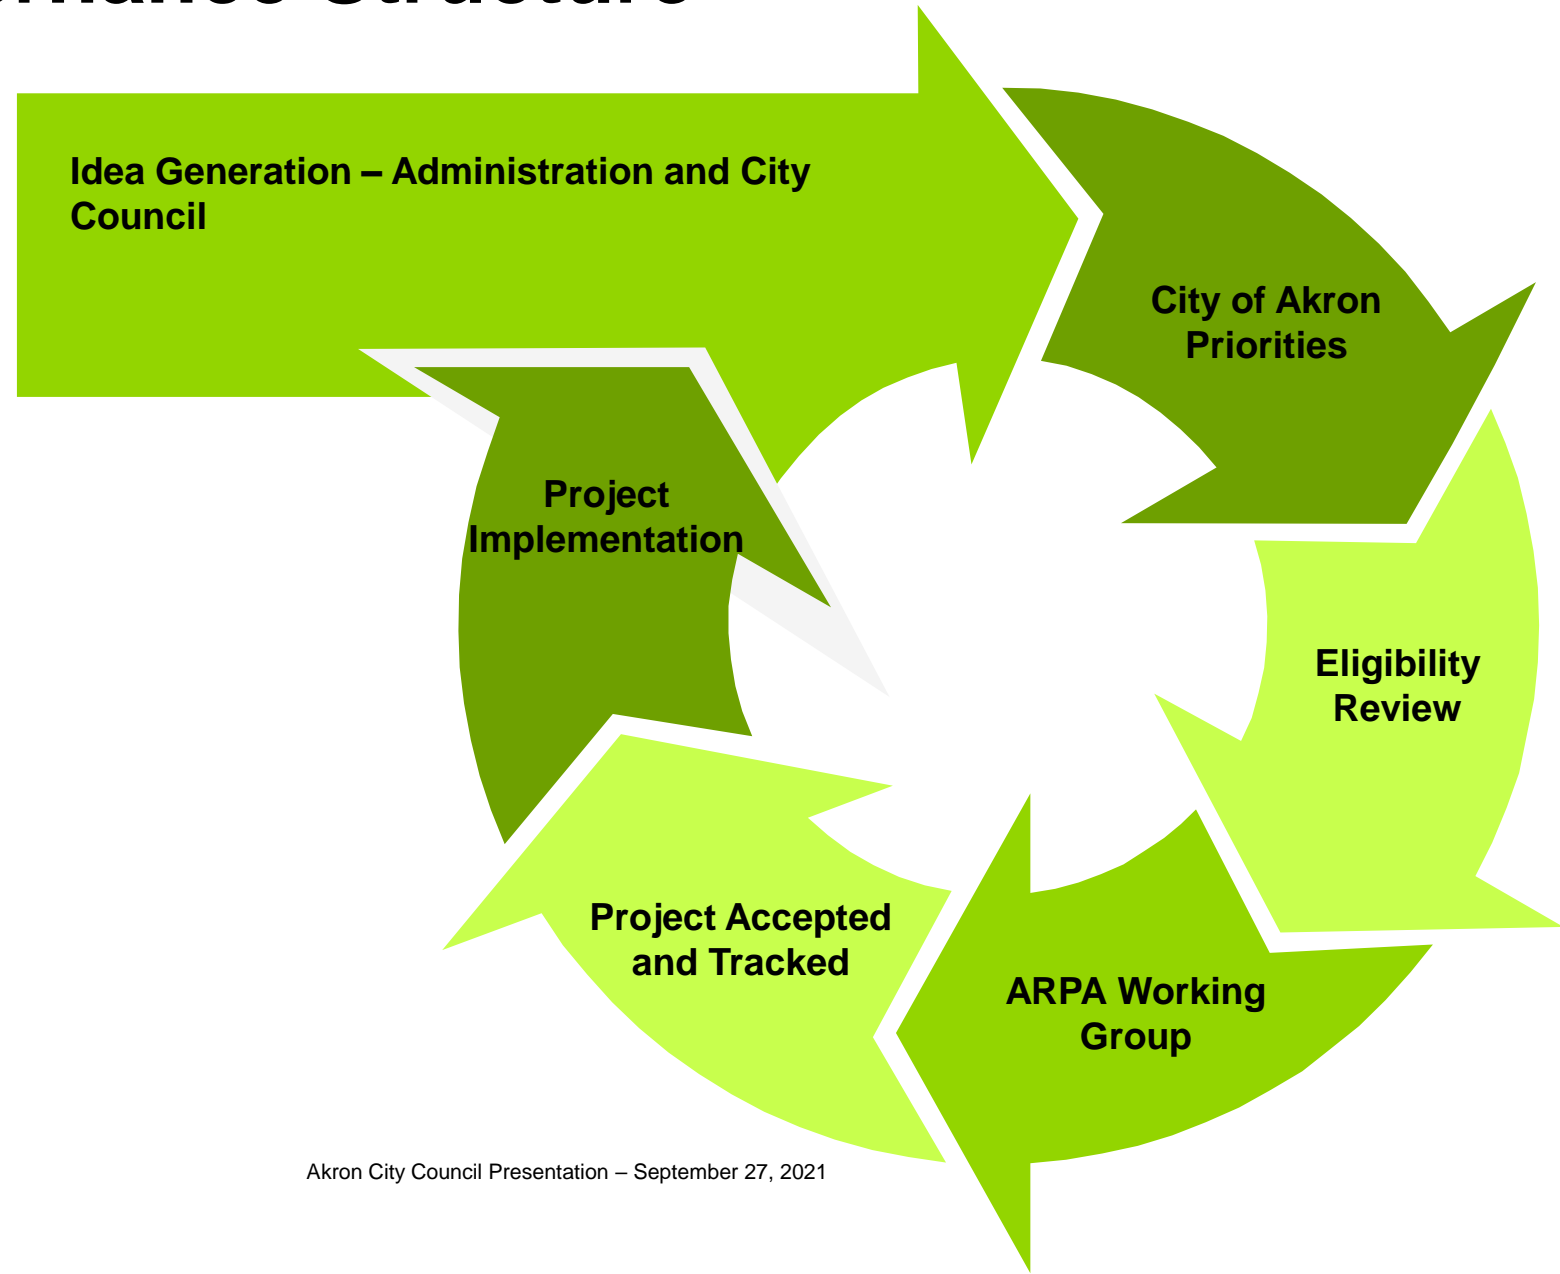 Structure
Idea Generation – Administration and City
Council
City of Akron
Priorities
Project
Implementation
Eligibility
Review
Project Accepted
and Tracked
ARPA Working
Group
Akron City Council Presentation – September 27, 2021